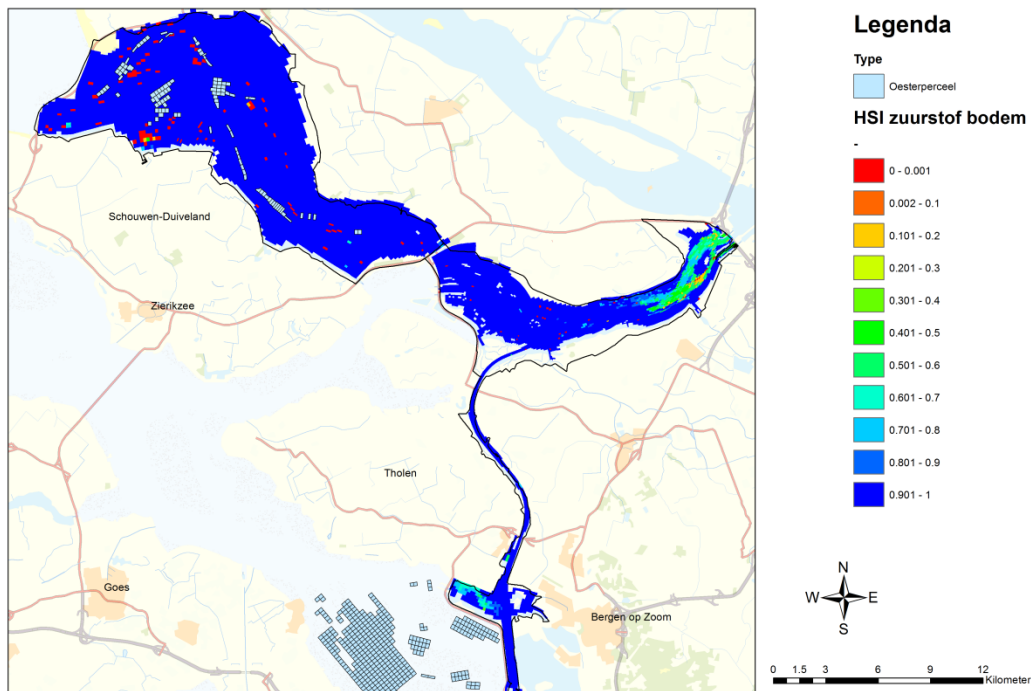 Legenda
Type
Oesterperceel
HSI zuurstof bodem
-
0 - 0.001
0.002 - 0.1
0.101 - 0.2
0.201 - 0.3
0.301 - 0.4
0.401 - 0.5
0.501 - 0.6
0.601 - 0.7
0.701 - 0.8
0.801 - 0.9
0.901 - 1
Schouwen-Duiveland
Zierikzee
Tholen
Goes
Bergen op Zoom
N
W E
S
0 1.5 3 6 9 12
Kilometer